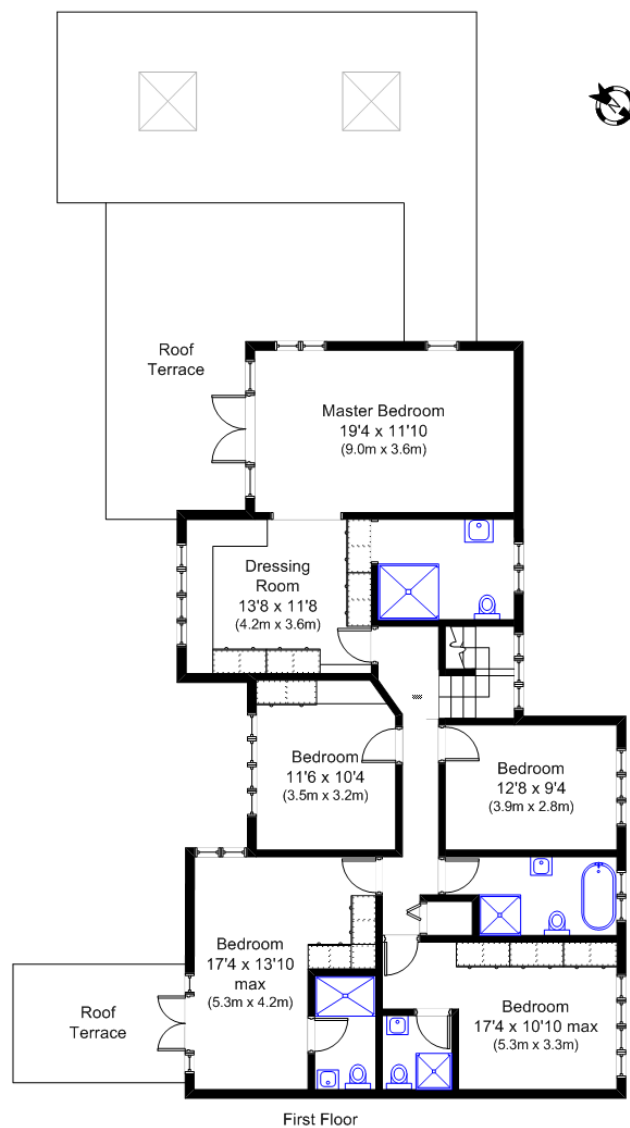 N
Roof
Terrace
Master Bedroom
19'4 x 11'10
(9.0m x 3.6m)
Dressing
Room
13'8 x 11'8
(4.2m x 3.6m)
Bedroom
11'6 x 10'4
(3.5m x 3.2m)
Bedroom
12'8 x 9'4
(3.9m x 2.8m)
Bedroom
17'4 x 13'10
max
(5.3m x 4.2m)
Roof
Terrace
Bedroom
17'4 x 10'10 max
(5.3m x 3.3m)
First Floor